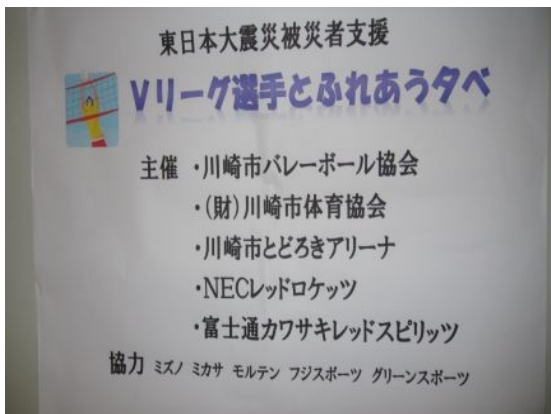 東日本大震災被災者支援
Vリーグ選手とふれあう夕べ
主催 ・川崎市バレーボール協会
・(財)川崎市体育協会
・川崎市とどろきアリーナ
・NECレッドロケッツ
・富士通カワサキレッドスピリッツ
協力 ミズノ ミカサ モルテン フジスポーツ グリーンスポーツ